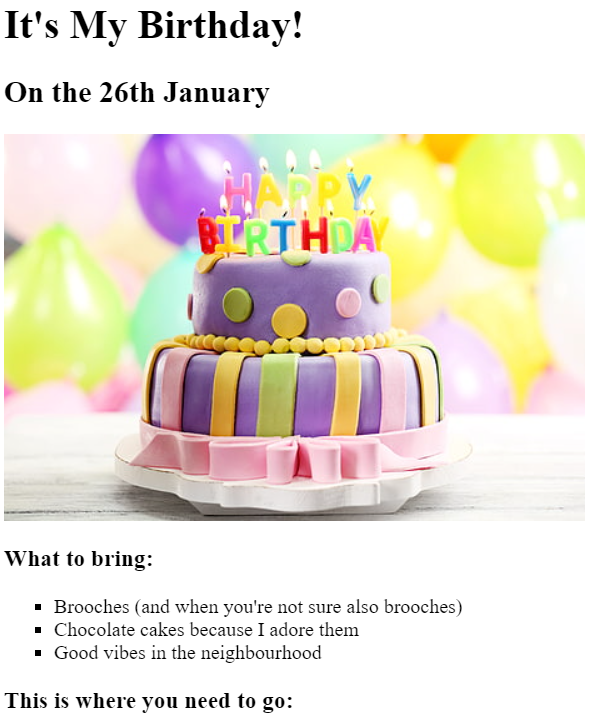 It's My Birthday!
On the 26th January
HAPPY
BIRTHDAY
What to bring:
Brooches (and when you're not sure also brooches)
Chocolate cakes because I adore them
Good vibes in the neighbourhood
This is where you need to go: